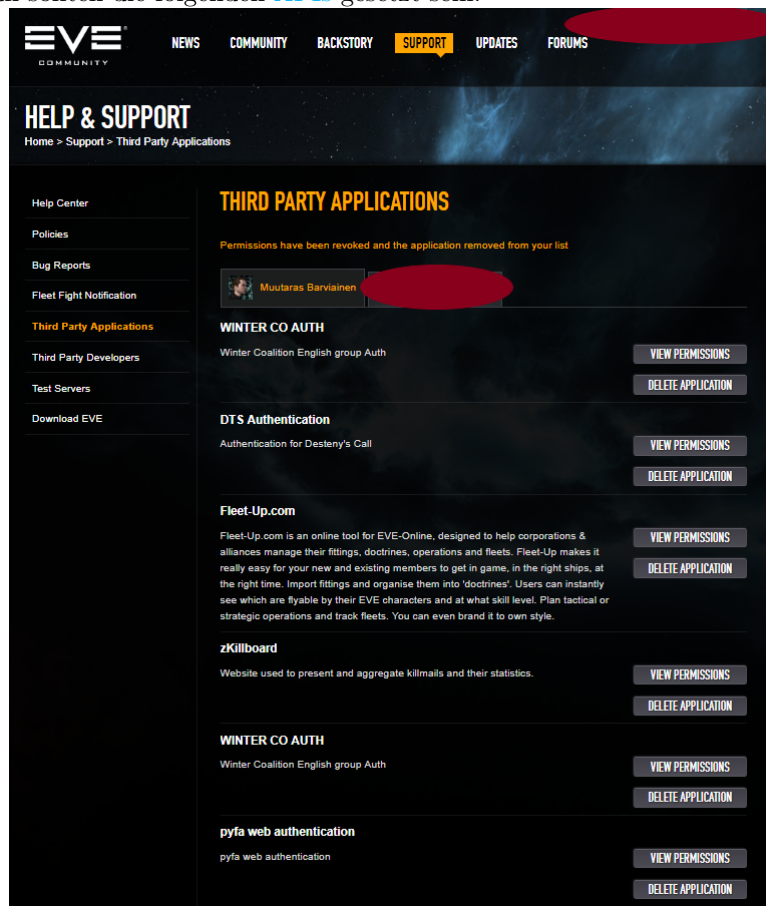 sollten die folgenden APIs gesetzt sein:
EVE
COMMUNITY
NEWS COMMUNITY BACKSTORY SUPPORT UPDATES FORUMS
HELP & SUPPORT
Home > Support > Third Party Applications
Help Center
Policies
Bug Reports
Fleet Fight Notification
Third Party Applications
Third Party Developers
Test Servers
Download EVE
THIRD PARTY APPLICATIONS
Permissions have been revoked and the application removed from your list
Muutaras Barviainen
WINTER CO AUTH
Winter Coalition English group Auth
VIEW PERMISSIONS
DELETE APPLICATION
DTS Authentication
Authentication for Desteny's Call
VIEW PERMISSIONS
DELETE APPLICATION
Fleet-Up.com
Fleet-Up.com is an online tool for EVE-Online, designed to help corporations &
alliances manage their fittings, doctrines, operations and fleets. Fleet-Up makes it
really easy for your new and existing members to get in game, in the right ships, at
the right time. Import fittings and organise them into 'doctrines'. Users can instantly
see which are flyable by their EVE characters and at what skill level. Plan tactical or
strategic operations and track fleets. You can even brand it to own style.
VIEW PERMISSIONS
DELETE APPLICATION
zKillboard
Website used to present and aggregate killmails and their statistics.
VIEW PERMISSIONS
DELETE APPLICATION
WINTER CO AUTH
Winter Coalition English group Auth
VIEW PERMISSIONS
DELETE APPLICATION
pyfa web authentication
pyfa web authentication
VIEW PERMISSIONS
DELETE APPLICATION